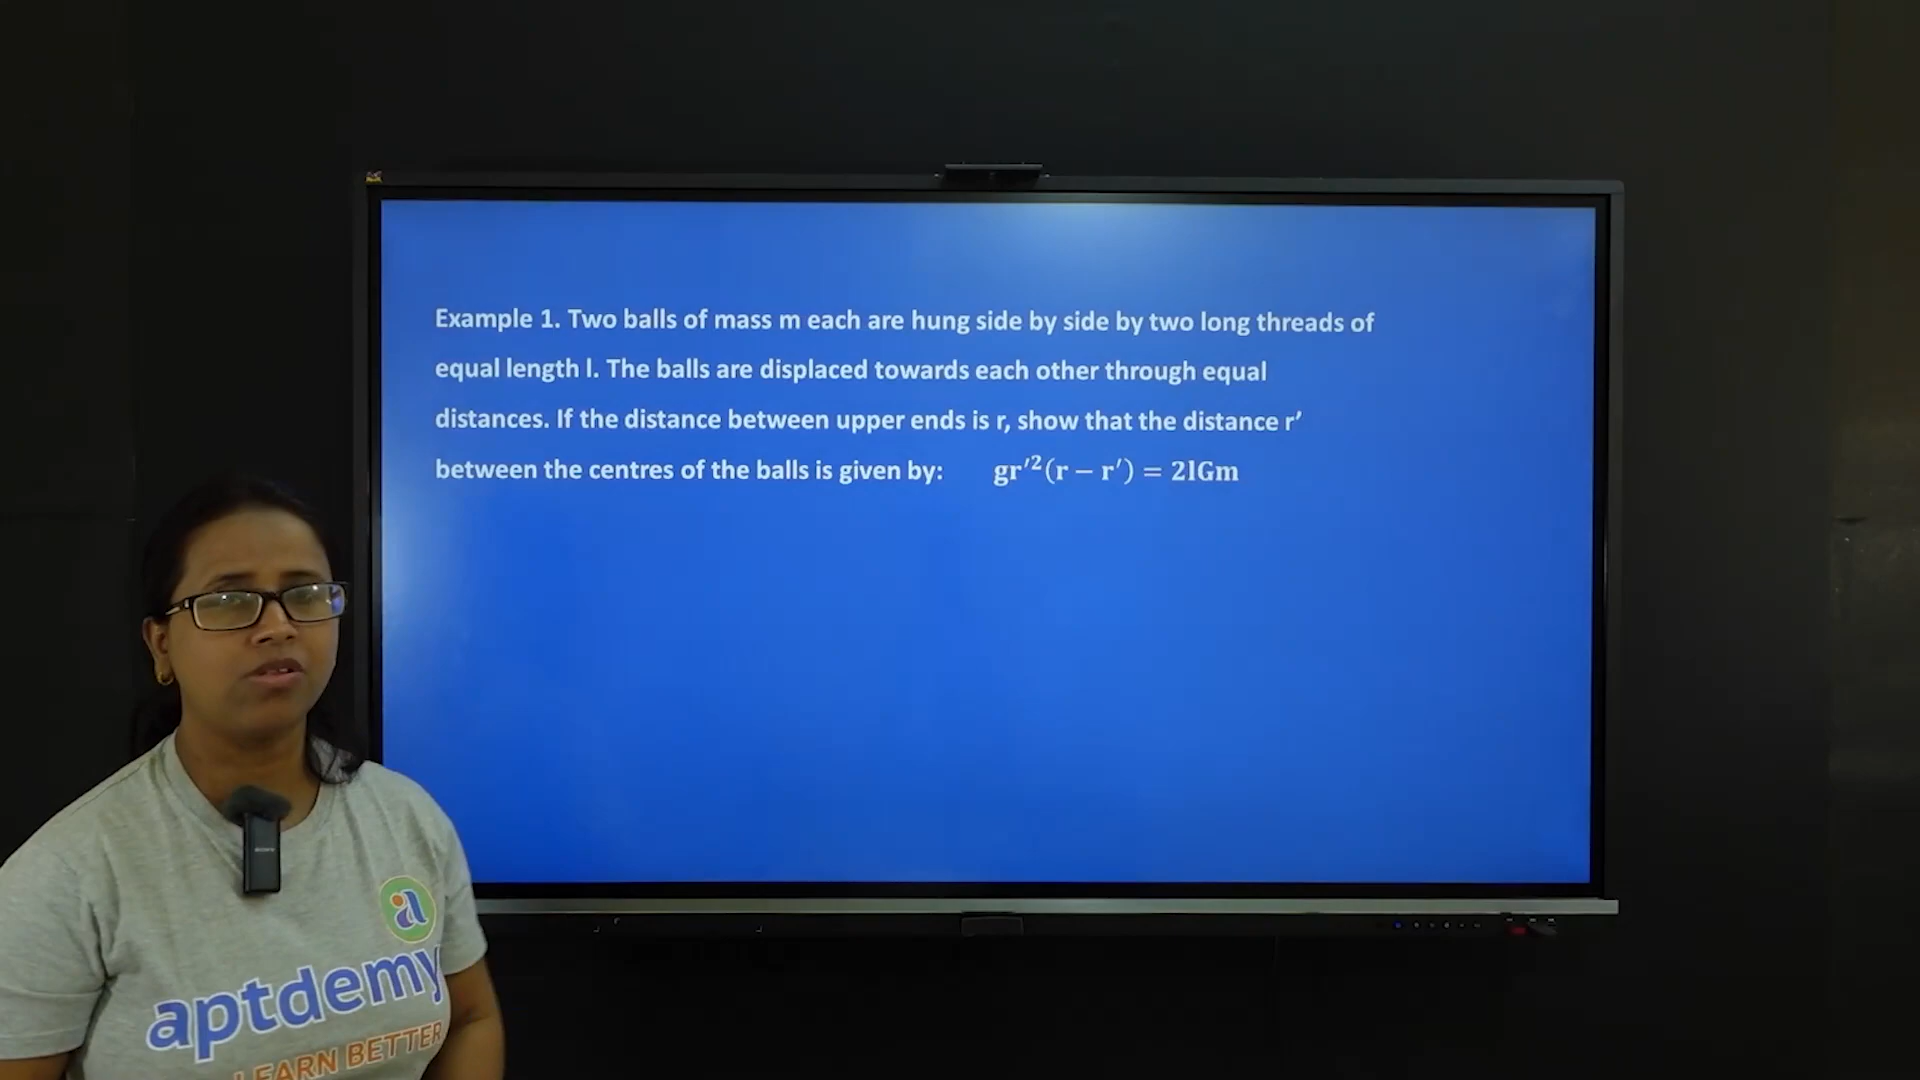 Example 1. Two balls of mass m each are hung side by side by two long threads of
equal length l. The balls are displaced towards each other through equal
distances. If the distance between upper ends is r, show that the distance r′
between the centres of the balls is given by: gr′²(r − r′) = 2lGm
a
aptdemy
LEARN BETTER